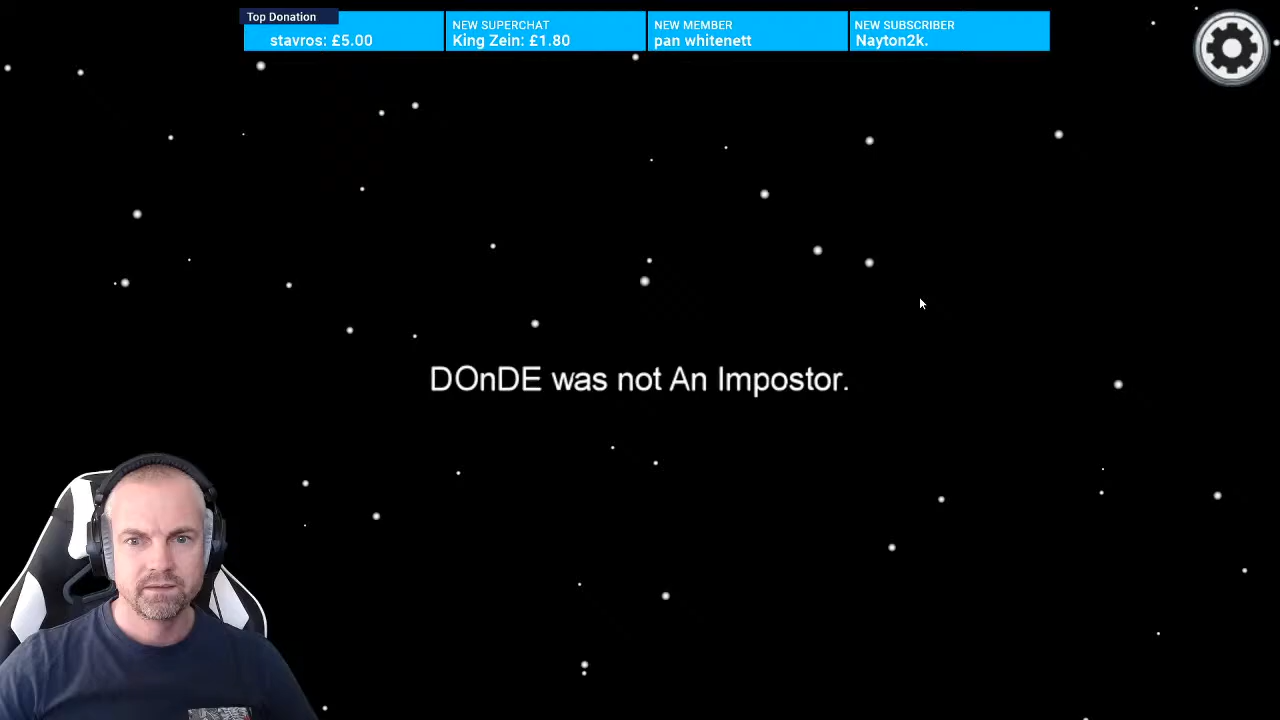 Top Donation
stavros: £5.00
NEW SUPERCHAT
King Zein: £1.80
NEW MEMBER
pan whitenett
NEW SUBSCRIBER
Nayton2k.
DOnDE was not An Impostor.